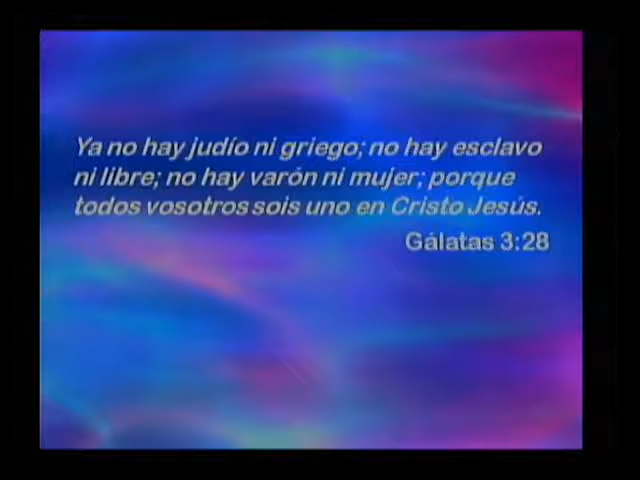 Ya no hay judío ni griego; no hay esclavo
ni libre; no hay varón ni mujer; porque
todos vosotros sois uno en Cristo Jesús.
Gálatas 3:28